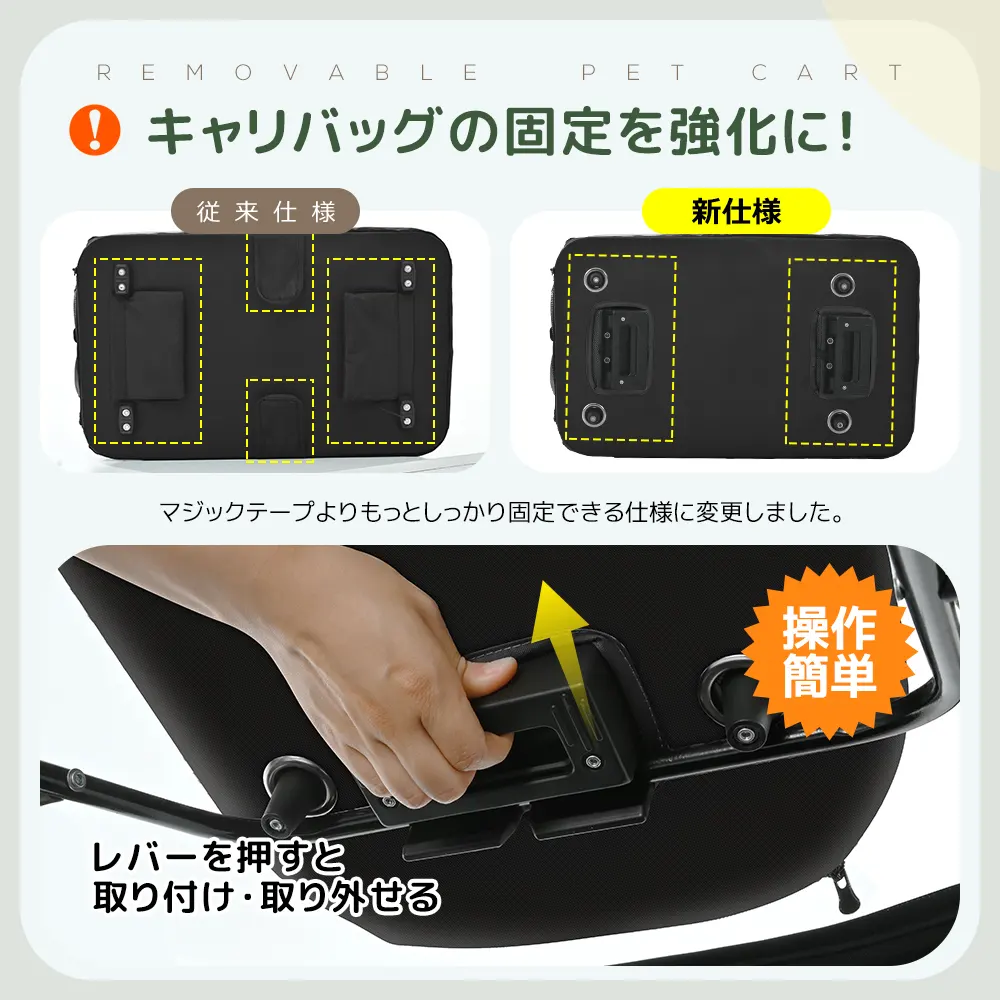 REMOVABLE PET CART
キャリバッグの固定を強化に!
従来仕様
新仕様
マジックテープよりもっとしっかり固定できる仕様に変更しました。
操作
簡単
レバーを押すと
取り付け・取り外せる